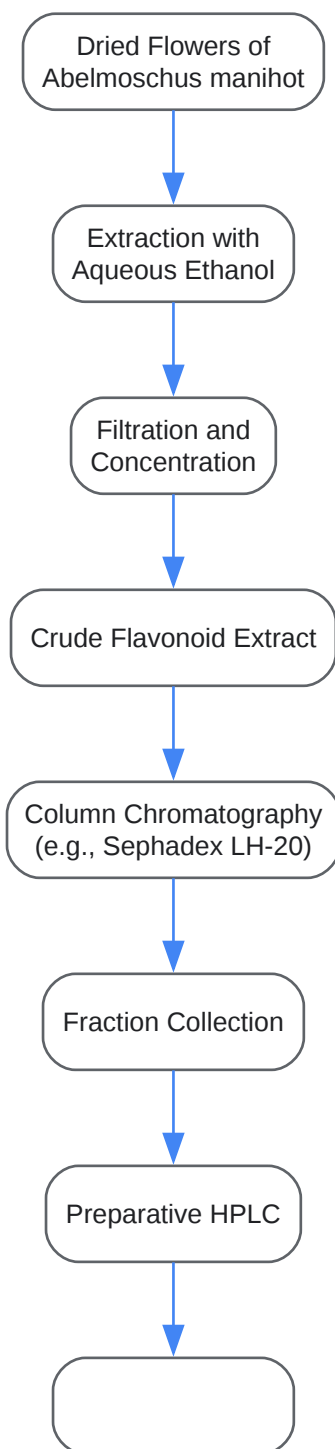 Dried Flowers of
Abelmoschus manihot
Extraction with
Aqueous Ethanol
Filtration and
Concentration
Crude Flavonoid Extract
Column Chromatography
(e.g., Sephadex LH-20)
Fraction Collection
Preparative HPLC